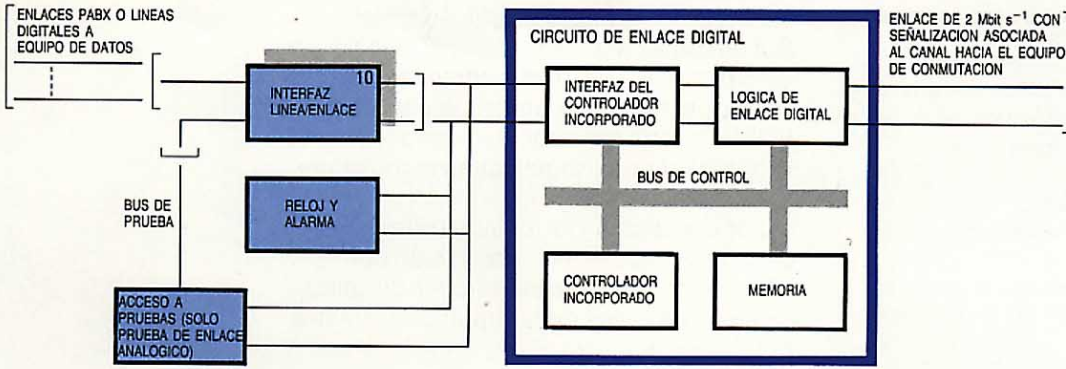 ENLACES PABX O LINEAS
DIGITALES A
EQUIPO DE DATOS
10
INTERFAZ
LINEA/ENLACE
BUS DE
PRUEBA
RELOJ Y
ALARMA
ACCESO A
PRUEBAS (SOLO
PRUEBA DE ENLACE
ANALOGICO)
CIRCUITO DE ENLACE DIGITAL
INTERFAZ DEL
CONTROLADOR
INCORPORADO
LOGICA DE
ENLACE DIGITAL
BUS DE CONTROL
CONTROLADOR
INCORPORADO
MEMORIA
ENLACE DE 2 Mbit s⁻¹ CON
SEÑALIZACION ASOCIADA
AL CANAL HACIA EL EQUIPO
DE CONMUTACION